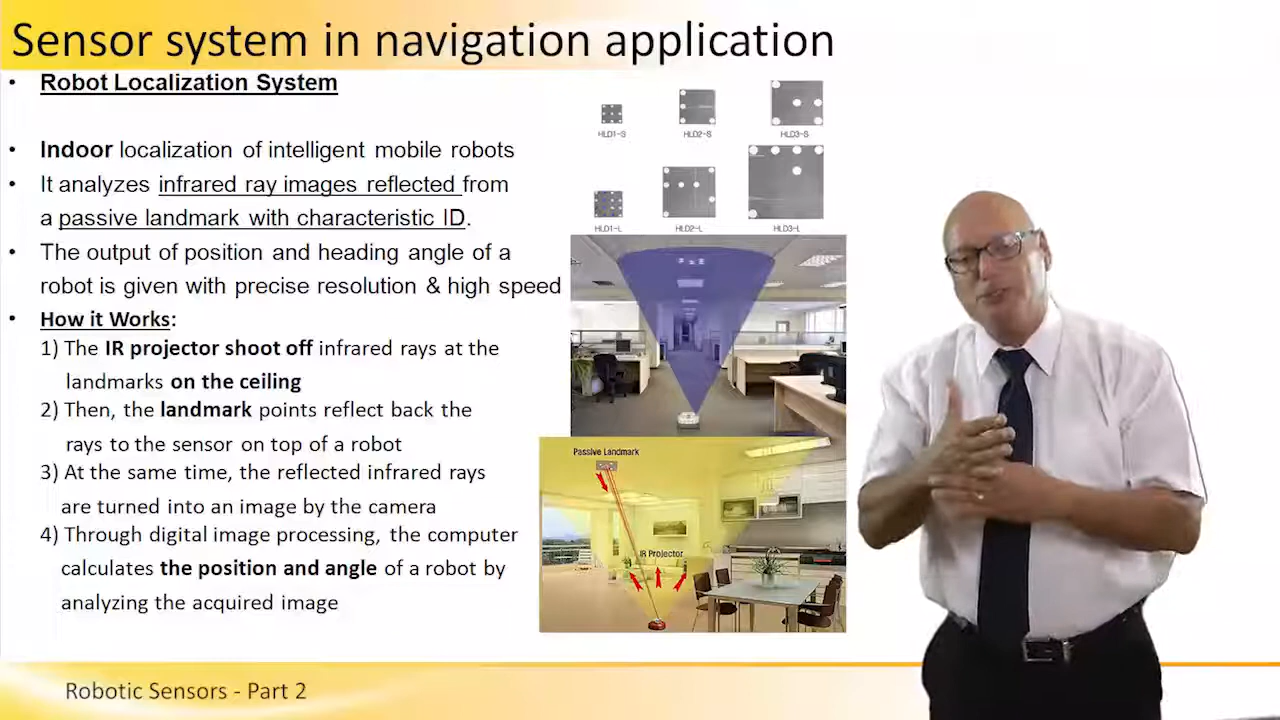 Sensor system in navigation application
• Robot Localization System
• Indoor localization of intelligent mobile robots
• It analyzes infrared ray images reflected from
a passive landmark with characteristic ID.
• The output of position and heading angle of a
robot is given with precise resolution & high speed
• How it Works:
1) The IR projector shoot off infrared rays at the
landmarks on the ceiling
2) Then, the landmark points reflect back the
rays to the sensor on top of a robot
3) At the same time, the reflected infrared rays
are turned into an image by the camera
4) Through digital image processing, the computer
calculates the position and angle of a robot by
analyzing the acquired image
HLD1-S HLD2-S HLD3-S
HLD1-L HLD2-L HLD3-L
Passive Landmark
IR Projector
Robotic Sensors - Part 2